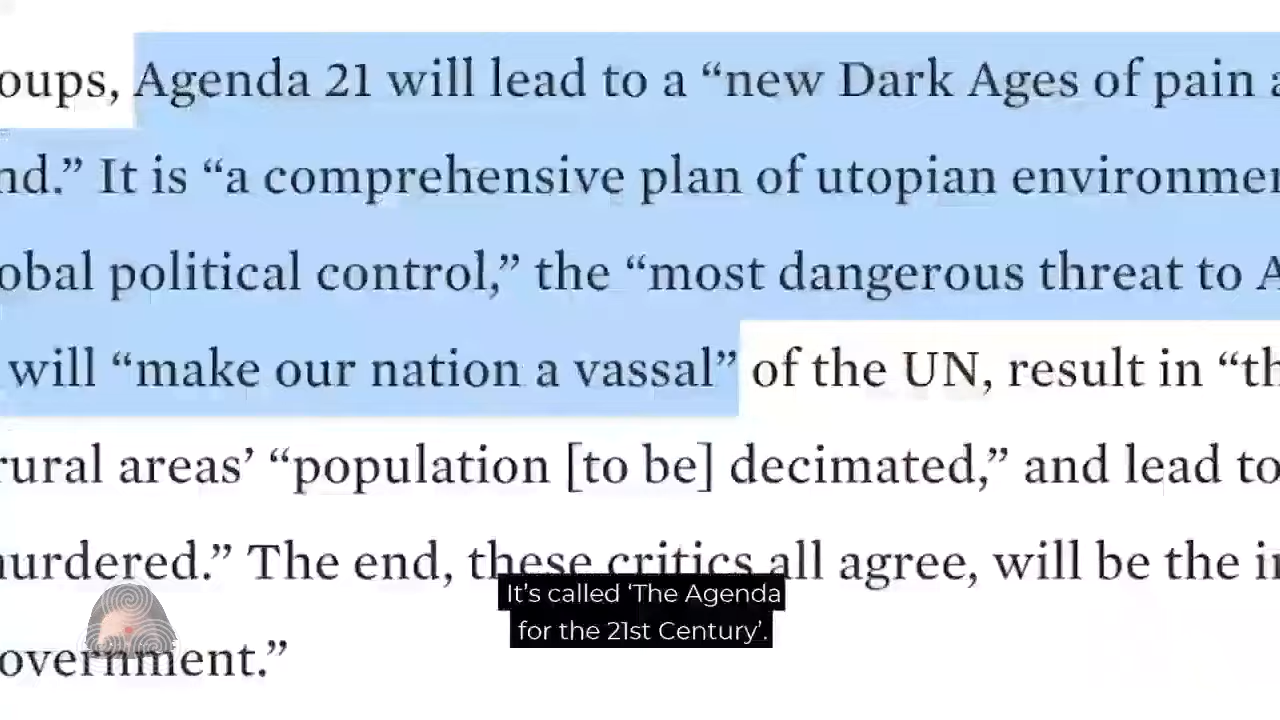 oups, Agenda 21 will lead to a “new Dark Ages of pain a
nd.” It is “a comprehensive plan of utopian environmen
obal political control,” the “most dangerous threat to A
will “make our nation a vassal” of the UN, result in “th
rural areas’ “population [to be] decimated,” and lead to
nurdered.” The end, these critics all agree, will be the in
overnment.”
It’s called ‘The Agenda
for the 21st Century’.